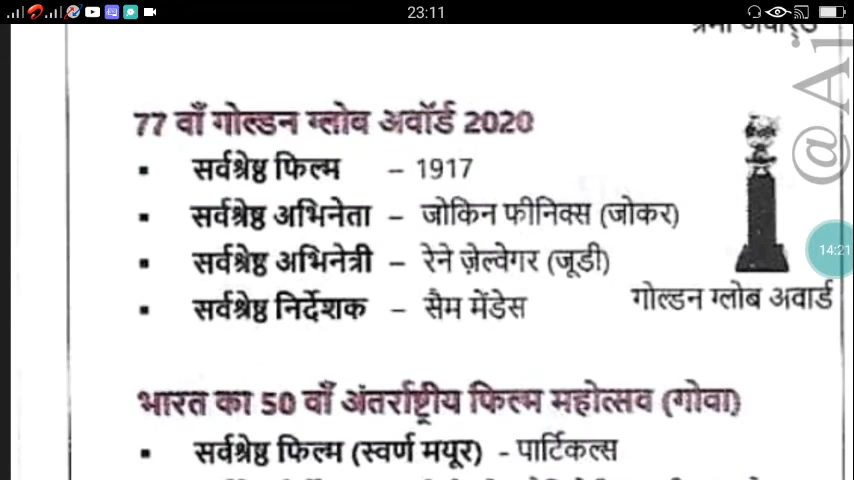 23:11
@Al
77 वाँ गोल्डन ग्लोब अवॉर्ड 2020
▪ सर्वश्रेष्ठ फिल्म – 1917
▪ सर्वश्रेष्ठ अभिनेता – जोकिन फीनिक्स (जोकर)
▪ सर्वश्रेष्ठ अभिनेत्री – रेने ज़ेल्वेगर (जूडी)
14:21
▪ सर्वश्रेष्ठ निर्देशक – सैम मेंडेस
गोल्डन ग्लोब अवार्ड
भारत का 50 वाँ अंतर्राष्ट्रीय फिल्म महोत्सव (गोवा)
▪ सर्वश्रेष्ठ फिल्म (स्वर्ण मयूर) - पार्टिकल्स